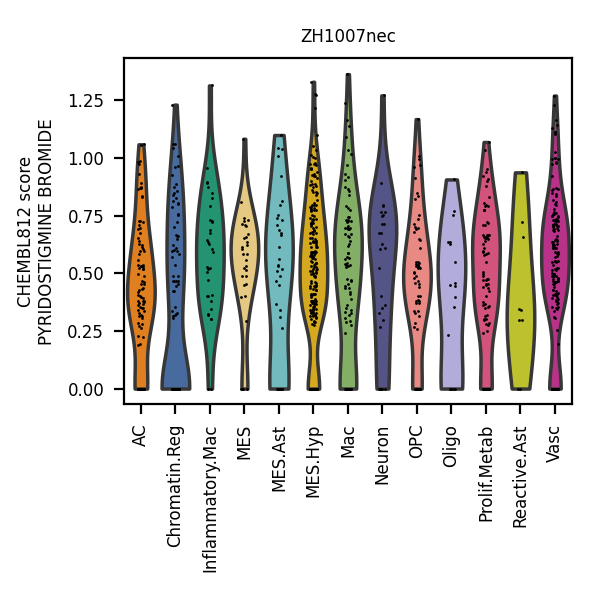 ZH1007nec
CHEMBL812 score
PYRIDOSTIGMINE BROMIDE
1.25
1.00
0.75
0.50
0.25
0.00
AC
Chromatin.Reg
Inflammatory.Mac
MES
MES.Ast
MES.Hyp
Mac
Neuron
OPC
Oligo
Prolif.Metab
Reactive.Ast
Vasc